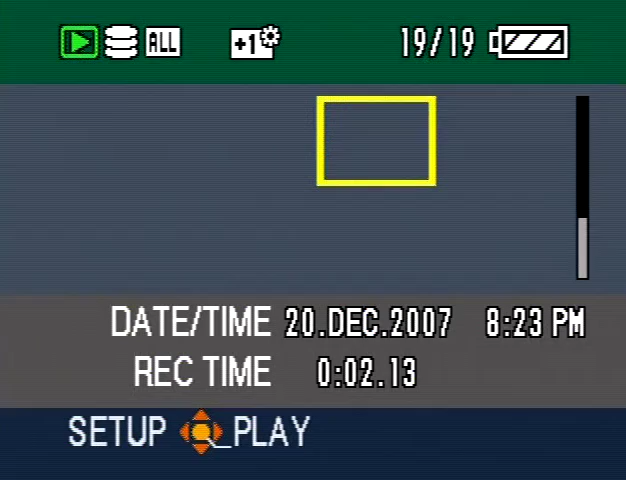 ALL +1 19/19
DATE/TIME 20.DEC.2007 8:23 PM
REC TIME 0:02.13
SETUP PLAY